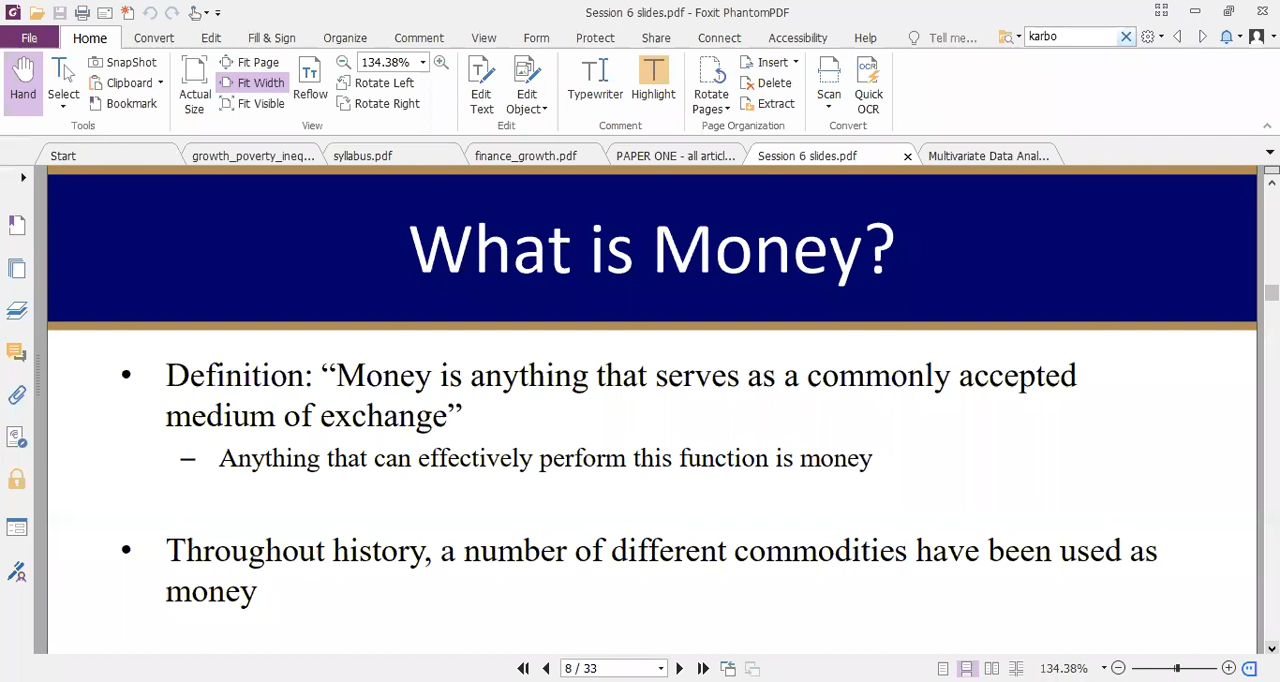 Session 6 slides.pdf - Foxit PhantomPDF
File Home Convert Edit Fill & Sign Organize Comment View Form Protect Share Connect Accessibility Help Tell me... karbo
Hand
Select
SnapShot
Clipboard
Bookmark
Tools
Actual Size
Fit Page
Fit Width
Fit Visible
Reflow
134.38%
Rotate Left
Rotate Right
View
Edit Text
Edit Object
Edit
Typewriter
Highlight
Comment
Rotate Pages
Insert
Delete
Extract
Page Organization
Scan
Quick OCR
Convert
Start growth_poverty_ineq... syllabus.pdf finance_growth.pdf PAPER ONE - all articl... Session 6 slides.pdf Multivariate Data Anal...
What is Money?
• Definition: “Money is anything that serves as a commonly accepted
medium of exchange”
– Anything that can effectively perform this function is money
• Throughout history, a number of different commodities have been used as
money
8 / 33 134.38%